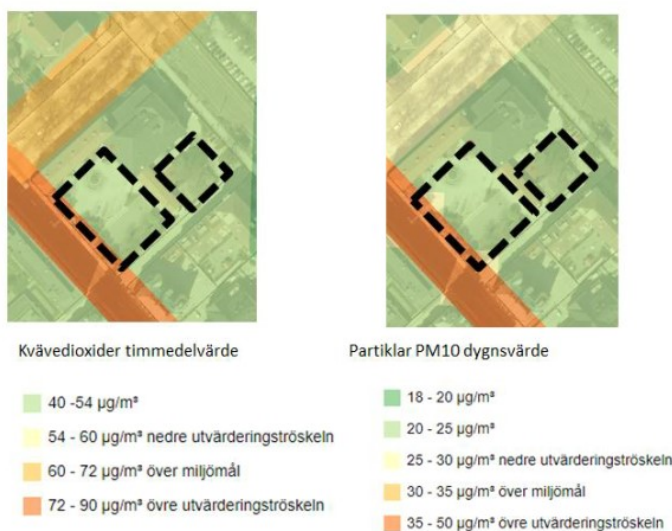 Kvävedioxider timmedelvärde
40 -54 µg/m³
54 - 60 µg/m³ nedre utvärderingströskeln
60 - 72 µg/m³ över miljömål
72 - 90 µg/m³ övre utvärderingströskeln
Partiklar PM10 dygnsvärde
18 - 20 µg/m³
20 - 25 µg/m³
25 - 30 µg/m³ nedre utvärderingströskeln
30 - 35 µg/m³ över miljömål
35 - 50 µg/m³ övre utvärderingströskeln